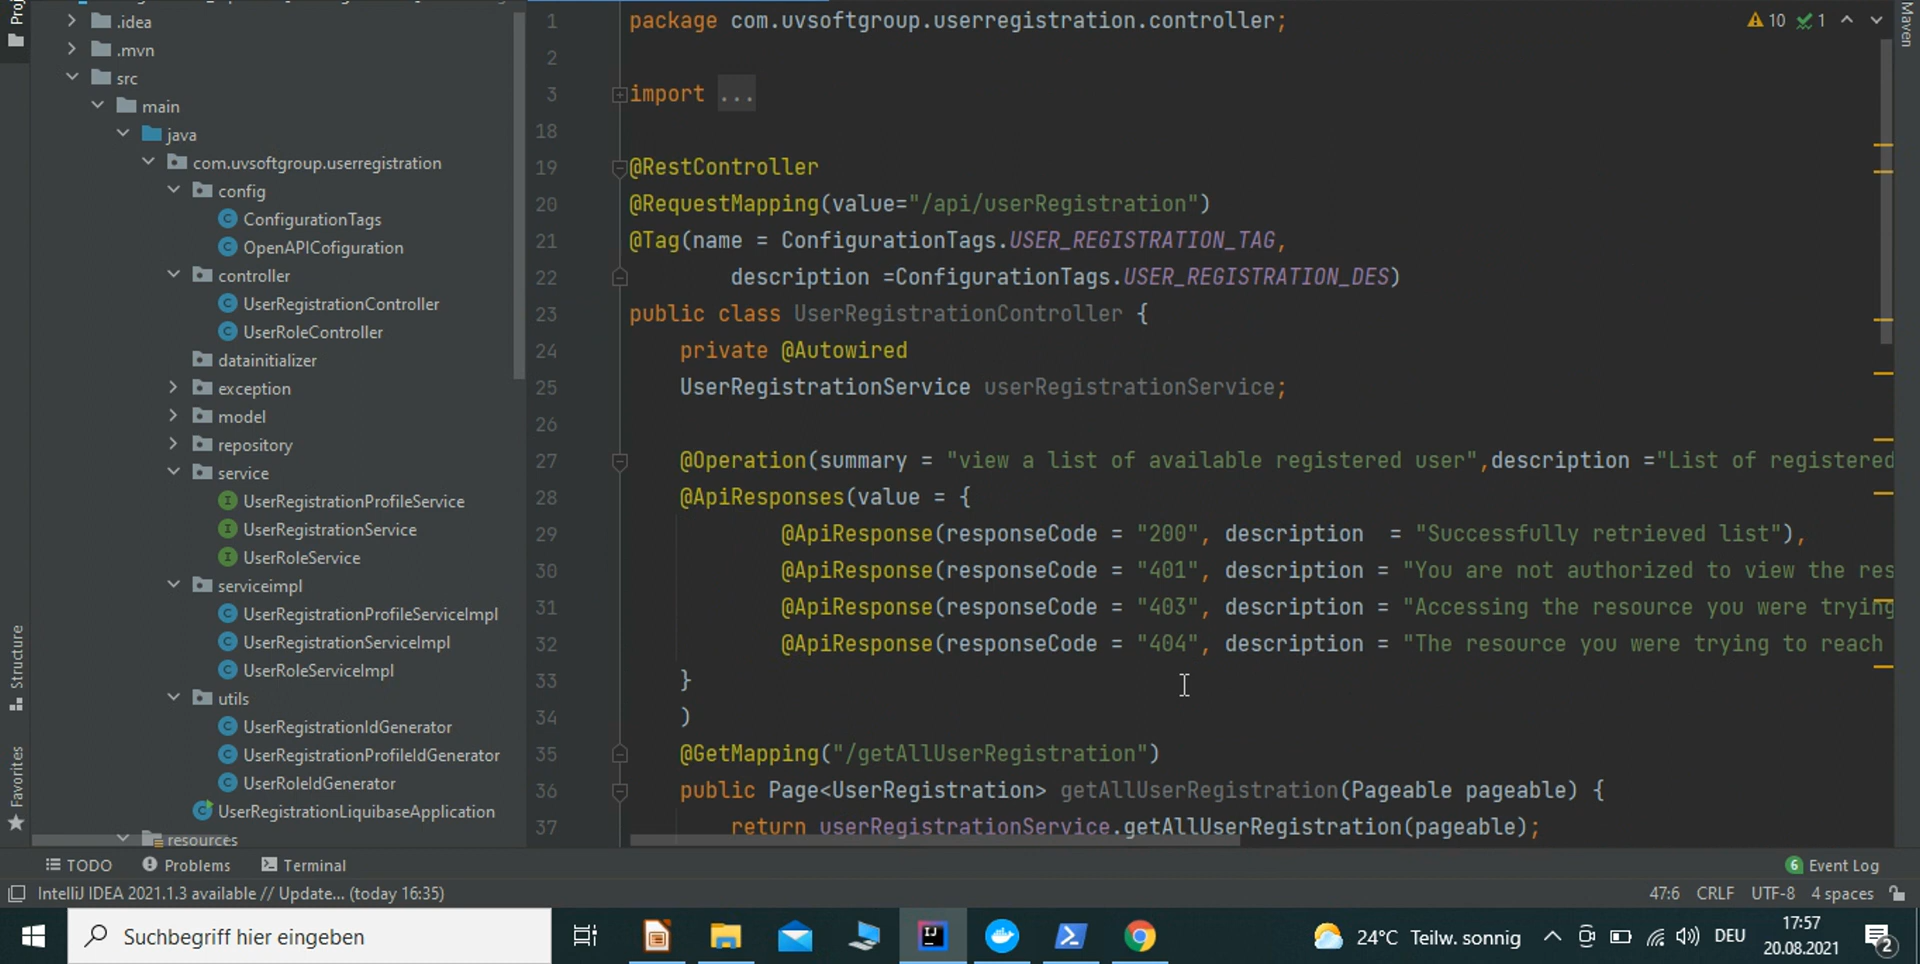 Maven
.idea
.mvn
src
main
java
com.uvsoftgroup.userregistration
config
ConfigurationTags
OpenAPICofiguration
controller
UserRegistrationController
UserRoleController
datainitializer
exception
model
repository
service
UserRegistrationProfileService
UserRegistrationService
UserRoleService
serviceimpl
UserRegistrationProfileServiceImpl
UserRegistrationServiceImpl
UserRoleServiceImpl
utils
UserRegistrationIdGenerator
UserRegistrationProfileIdGenerator
UserRoleIdGenerator
UserRegistrationLiquibaseApplication
resources
Structure
Favorites
1 package com.uvsoftgroup.userregistration.controller;
2
3 import ...
18
19 @RestController
20 @RequestMapping(value="/api/userRegistration")
21 @Tag(name = ConfigurationTags.USER_REGISTRATION_TAG,
22 description =ConfigurationTags.USER_REGISTRATION_DES)
23 public class UserRegistrationController {
24 private @Autowired
25 UserRegistrationService userRegistrationService;
26
27 @Operation(summary = "view a list of available registered user",description ="List of registered
28 @ApiResponses(value = {
29 @ApiResponse(responseCode = "200", description  = "Successfully retrieved list"),
30 @ApiResponse(responseCode = "401", description = "You are not authorized to view the res
31 @ApiResponse(responseCode = "403", description = "Accessing the resource you were trying
32 @ApiResponse(responseCode = "404", description = "The resource you were trying to reach
33 }
34 )
35 @GetMapping("/getAllUserRegistration")
36 public Page<UserRegistration> getAllUserRegistration(Pageable pageable) {
37 return userRegistrationService.getAllUserRegistration(pageable);
10 1
TODO Problems Terminal 6 Event Log
IntelliJ IDEA 2021.1.3 available // Update... (today 16:35) 47:6 CRLF UTF-8 4 spaces
Suchbegriff hier eingeben
24°C Teilw. sonnig DEU
17:57
20.08.2021
2